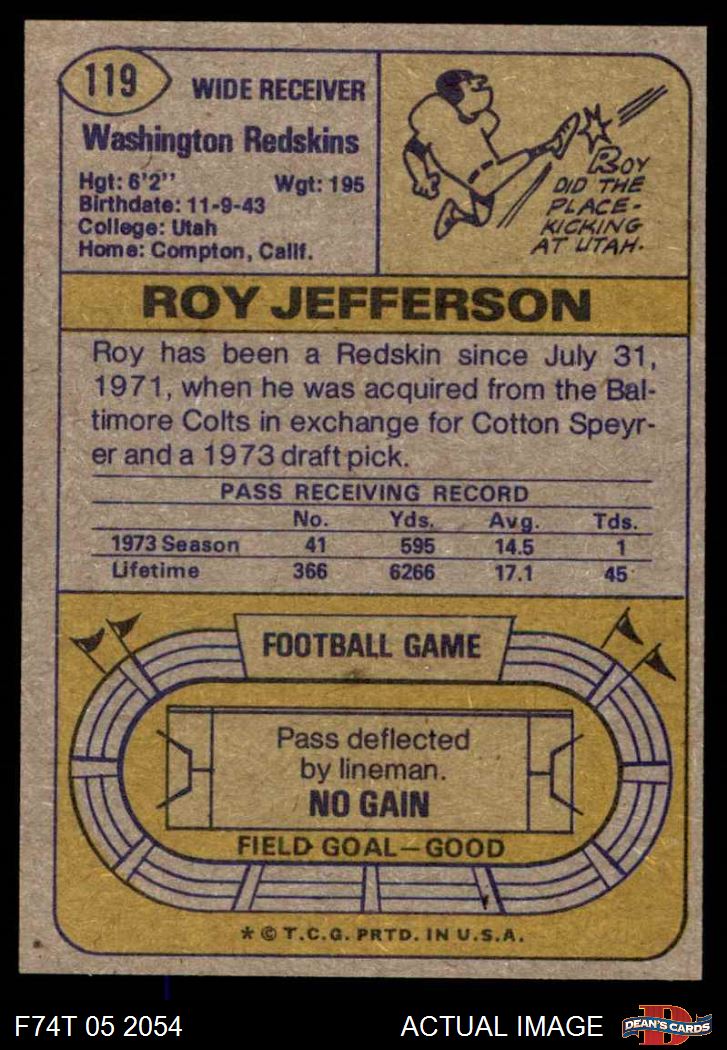 119
WIDE RECEIVER
Washington Redskins
Hgt: 6'2" Wgt: 195
Birthdate: 11-9-43
College: Utah
Home: Compton, Calif.
ROY
DID THE
PLACE-
KICKING
AT UTAH.
ROY JEFFERSON
Roy has been a Redskin since July 31,
1971, when he was acquired from the Bal-
timore Colts in exchange for Cotton Speyr-
er and a 1973 draft pick.
PASS RECEIVING RECORD
No. Yds. Avg. Tds.
1973 Season 41 595 14.5 1
Lifetime 366 6266 17.1 45
FOOTBALL GAME
Pass deflected
by lineman.
NO GAIN
FIELD GOAL—GOOD
* © T.C.G. PRTD. IN U.S.A.
F74T 05 2054 ACTUAL IMAGE
D
DEAN'S CARDS